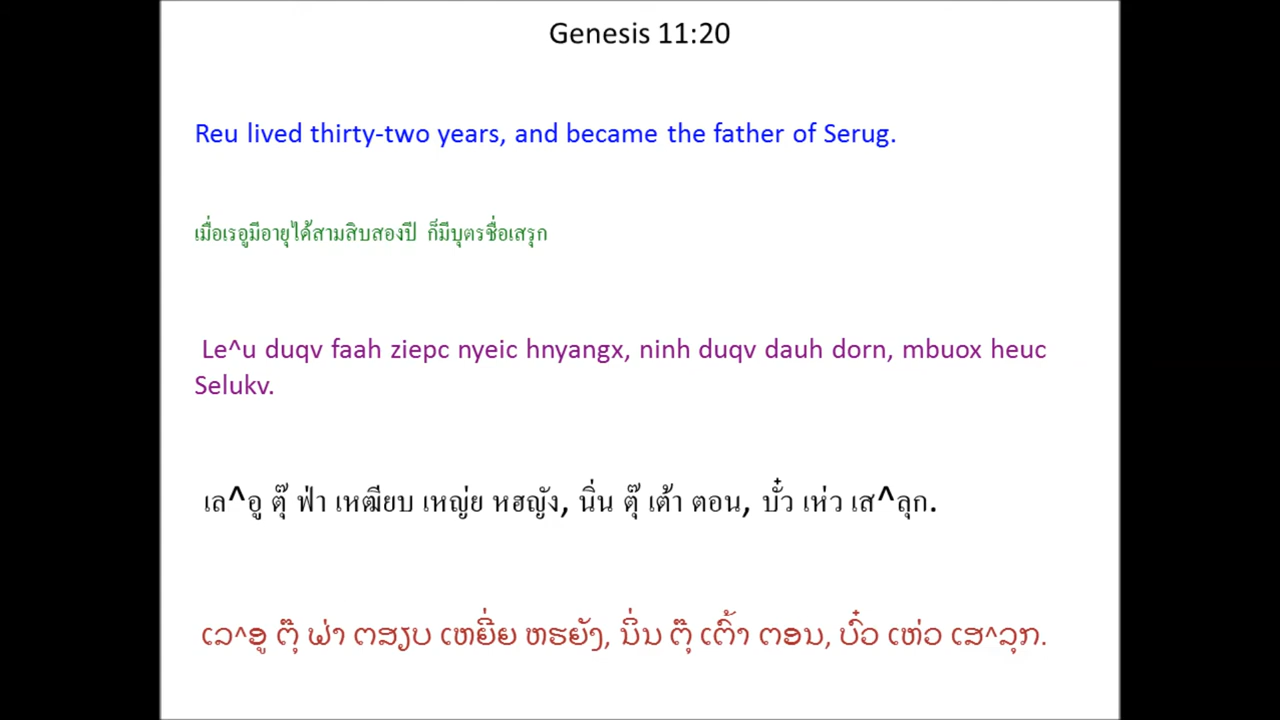 Genesis 11:20
Reu lived thirty-two years, and became the father of Serug.
เมื่อเรอูมีอายุได้สามสิบสองปี ก็มีบุตรชื่อเสรุก
Le^u duqv faah ziepc nyeic hnyangx, ninh duqv dauh dorn, mbuox heuc
Selukv.
เล^อู ตุ๊ ฟ่า เหฒียบ เหญ่ย หฮญัง, นิ่น ตุ๊ เต้า ตอน, บั๋ว เห่ว เส^ลุก.
ເລ^ອູ ຕຸ໊ ຟ່າ ຕສຽບ ເຫຍີ່ຍ ຫຮຍັງ, ນິ່ນ ຕຸ໊ ເຕົ້າ ຕອນ, ບົ໋ວ ເຫ່ວ ເສ^ລຸກ.